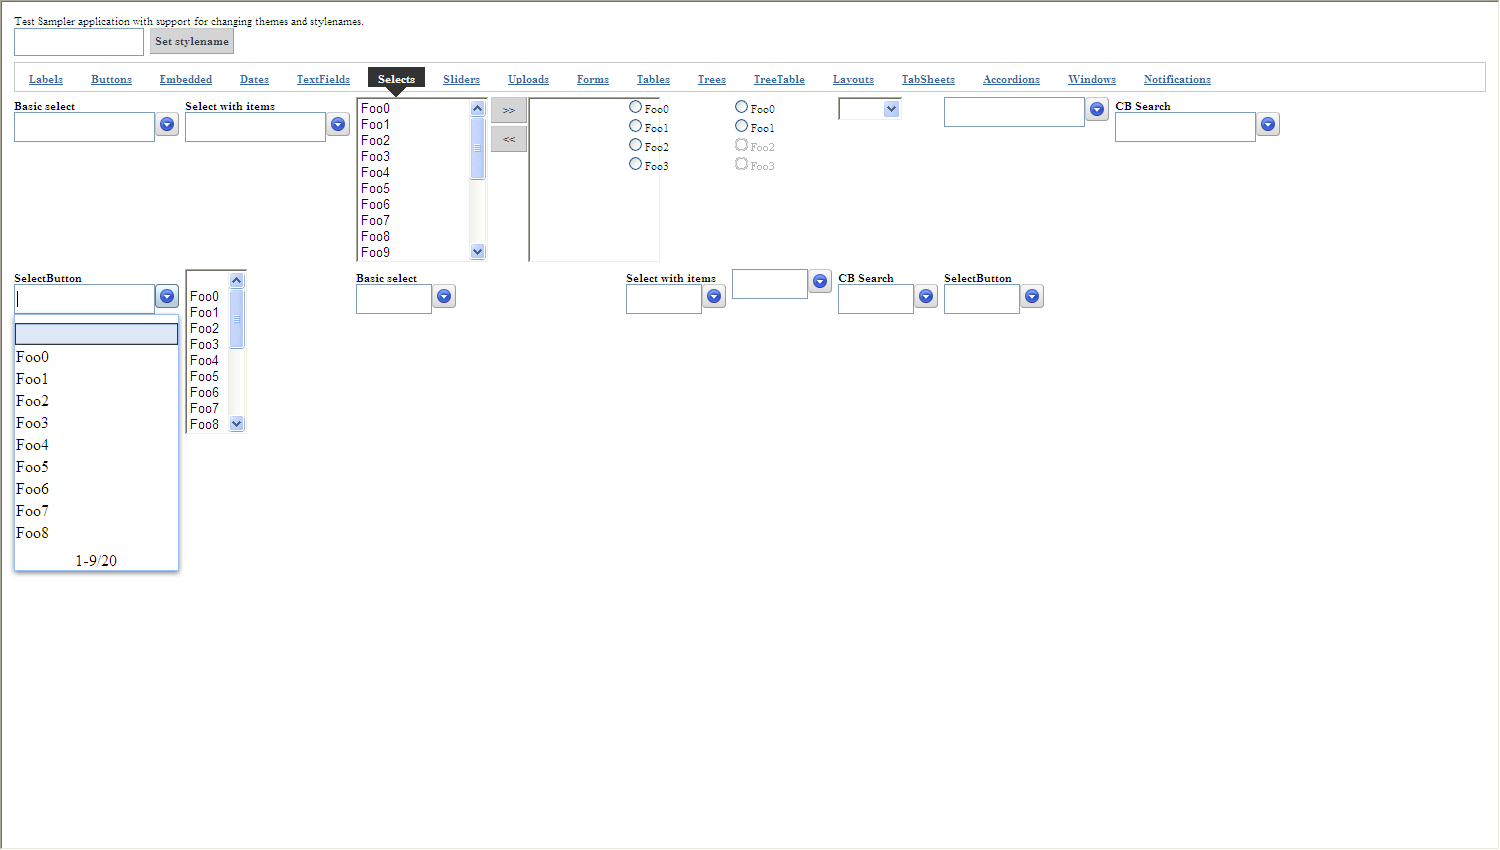 Test Sampler application with support for changing themes and stylenames.
Set stylename
Labels Buttons Embedded Dates TextFields Selects Sliders Uploads Forms Tables Trees TreeTable Layouts TabSheets Accordions Windows Notifications
Basic select
Select with items
Foo0
Foo1
Foo2
Foo3
Foo4
Foo5
Foo6
Foo7
Foo8
Foo9
>>
<<
Foo0
Foo1
Foo2
Foo3
Foo0
Foo1
Foo2
Foo3
CB Search
SelectButton
Foo0
Foo1
Foo2
Foo3
Foo4
Foo5
Foo6
Foo7
Foo8
1-9/20
Foo0
Foo1
Foo2
Foo3
Foo4
Foo5
Foo6
Foo7
Foo8
Basic select
Select with items
CB Search
SelectButton